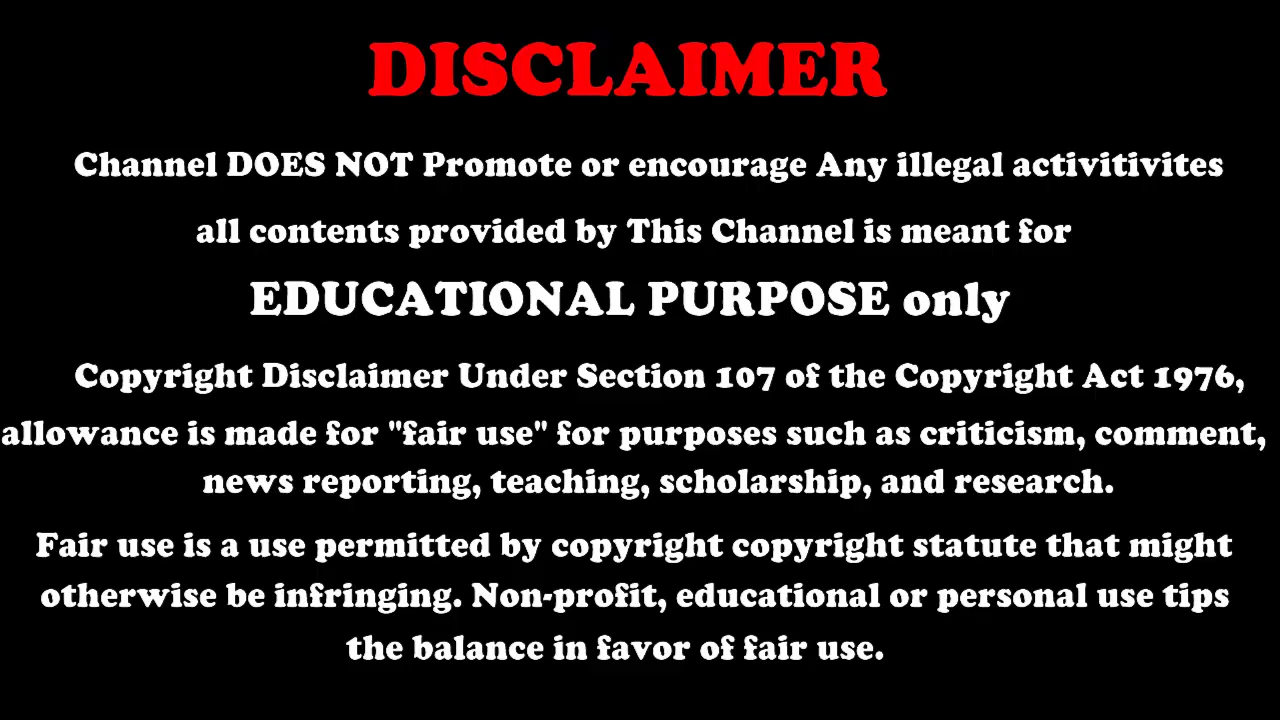 DISCLAIMER
Channel DOES NOT Promote or encourage Any illegal activitivites
all contents provided by This Channel is meant for
EDUCATIONAL PURPOSE only
Copyright Disclaimer Under Section 107 of the Copyright Act 1976,
allowance is made for "fair use" for purposes such as criticism, comment,
news reporting, teaching, scholarship, and research.
Fair use is a use permitted by copyright copyright statute that might
otherwise be infringing. Non-profit, educational or personal use tips
the balance in favor of fair use.